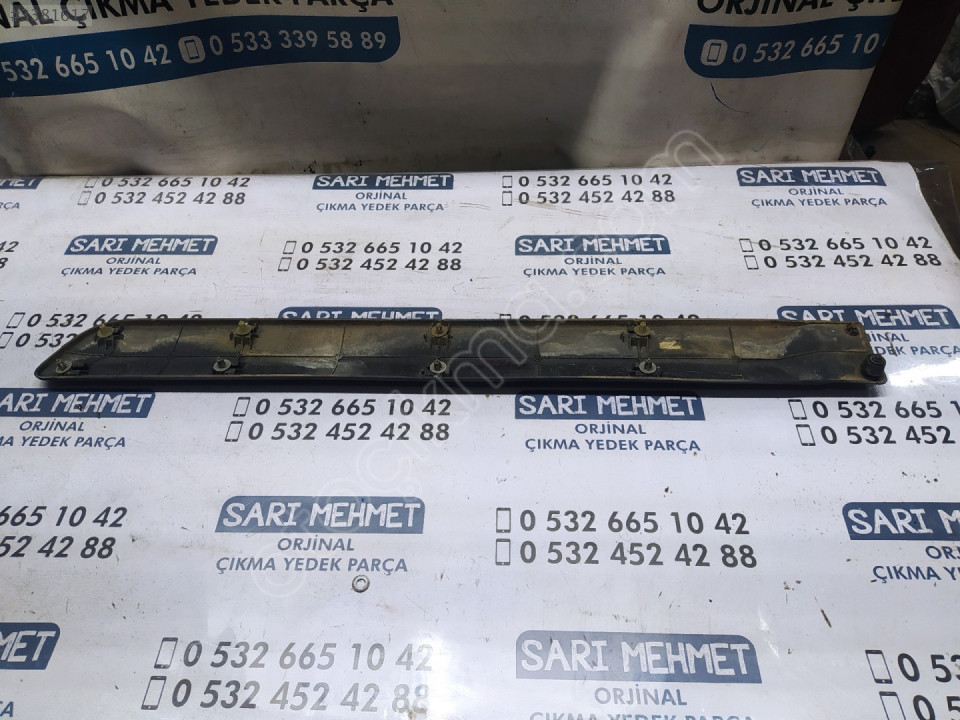 ORJİNAL ÇIKMA YEDEK PARÇA
0 532 665 10 42 0 533 339 5889
ORJİNAL ÇIKMA
0 532 665
0 532 665 10 42 SARI MEHMET 0 532 665 10 42 SARI MEHMET
0 532 452 42 88 ORJİNAL 0 532 452 42 88 ORJİNAL
ÇIKMA YEDEK PARÇA ÇIKMA YEDEK PARÇA
SARI MEHMET 0 532 665 10 42 SARI MEHMET 0 532 665 10 42
ORJİNAL 0 532 452 42 88 ORJİNAL 0 532 452 42 88
ÇIKMA YEDEK PARÇA ÇIKMA YEDEK PARÇA
0 532 665 10 42
SARI MEHMET 0 532 665 10 42 SARI MEHMET 0 532 665
ORJİNAL 0 532 452 42 88 ORJİNAL 0 532 452
ÇIKMA YEDEK PARÇA ÇIKMA YEDEK PARÇA
665 10 42 SARI MEHMET 0 532 665 10 42 SARI MEHMET
52 42 88 ORJİNAL 0 532 452 42 88
ÇIKMA YEDEK PARÇA ÇIKMA YEDEK
MEHMET 0 532 665 10 42 SARI MEHMET 0 532
0 532 452 42 88 ORJİNAL
ÇIKMA YEDEK PARÇA